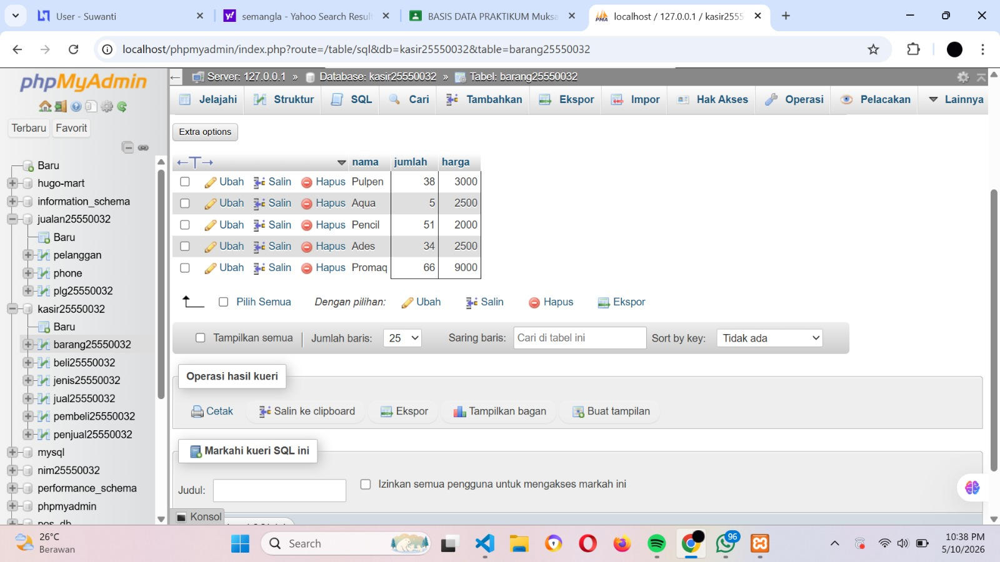 User - Suwanti
semangla - Yahoo Search Result
BASIS DATA PRAKTIKUM Muksa
localhost / 127.0.0.1 / kasir2555
localhost/phpmyadmin/index.php?route=/table/sql&db=kasir25550032&table=barang25550032
phpMyAdmin
Terbaru Favorit
Baru
hugo-mart
information_schema
jualan25550032
Baru
pelanggan
phone
plg25550032
kasir25550032
Baru
barang25550032
beli25550032
jenis25550032
jual25550032
pembeli25550032
penjual25550032
mysql
nim25550032
performance_schema
phpmyadmin
pos_db
Server: 127.0.0.1 » Database: kasir25550032 » Tabel: barang25550032
Jelajahi Struktur SQL Cari Tambahkan Ekspor Impor Hak Akses Operasi Pelacakan Lainnya
Extra options
nama jumlah harga
Ubah Salin Hapus Pulpen 38 3000
Ubah Salin Hapus Aqua 5 2500
Ubah Salin Hapus Pencil 51 2000
Ubah Salin Hapus Ades 34 2500
Ubah Salin Hapus Promaq 66 9000
Pilih Semua Dengan pilihan: Ubah Salin Hapus Ekspor
Tampilkan semua | Jumlah baris: 25 Saring baris: Cari di tabel ini Sort by key: Tidak ada
Operasi hasil kueri
Cetak Salin ke clipboard Ekspor Tampilkan bagan Buat tampilan
Markahi kueri SQL ini
Judul: Izinkan semua pengguna untuk mengakses markah ini
Konsol
26°C
Berawan
Search
96
10:38 PM
5/10/2026